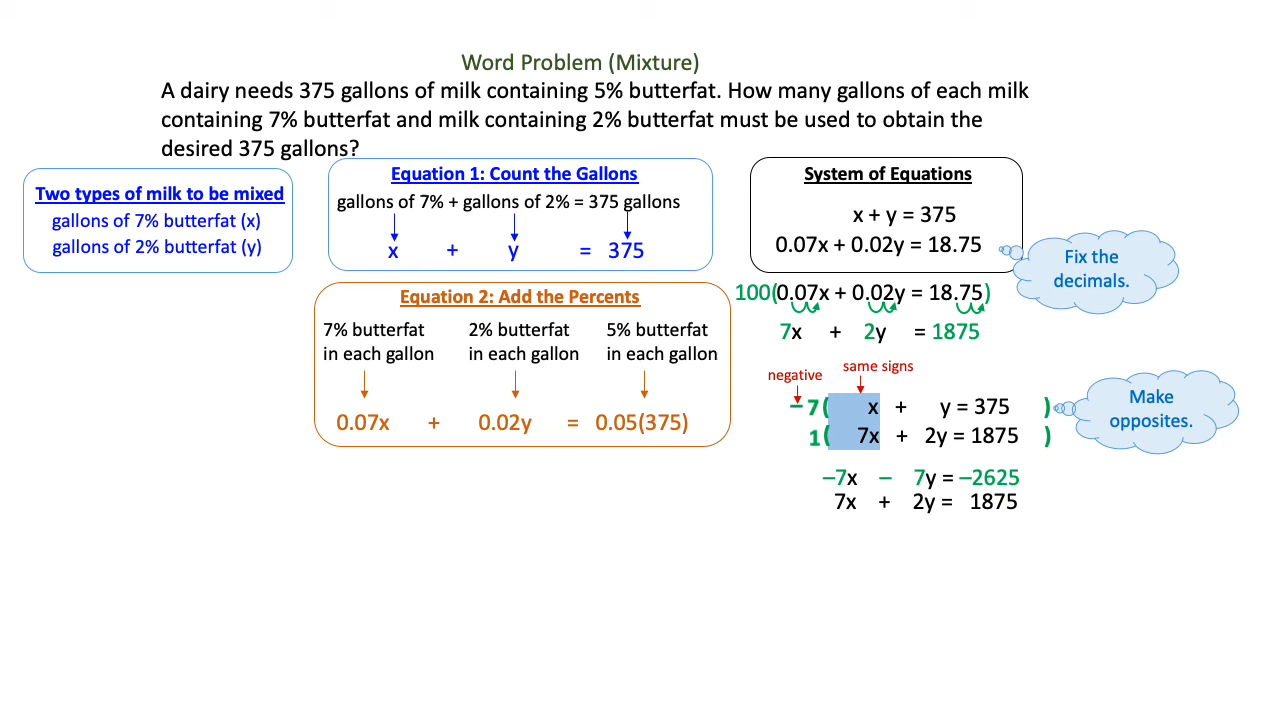 Word Problem (Mixture)
A dairy needs 375 gallons of milk containing 5% butterfat. How many gallons of each milk
containing 7% butterfat and milk containing 2% butterfat must be used to obtain the
desired 375 gallons?
Two types of milk to be mixed
gallons of 7% butterfat (x)
gallons of 2% butterfat (y)
Equation 1: Count the Gallons
gallons of 7% + gallons of 2% = 375 gallons
x + y = 375
Equation 2: Add the Percents
7% butterfat 2% butterfat 5% butterfat
in each gallon in each gallon in each gallon
0.07x + 0.02y = 0.05(375)
System of Equations
x + y = 375
0.07x + 0.02y = 18.75
Fix the
decimals.
100(0.07x + 0.02y = 18.75)
7x + 2y = 1875
negative same signs
−7( x + y = 375 )
1( 7x + 2y = 1875 )
Make
opposites.
−7x − 7y = −2625
7x + 2y = 1875